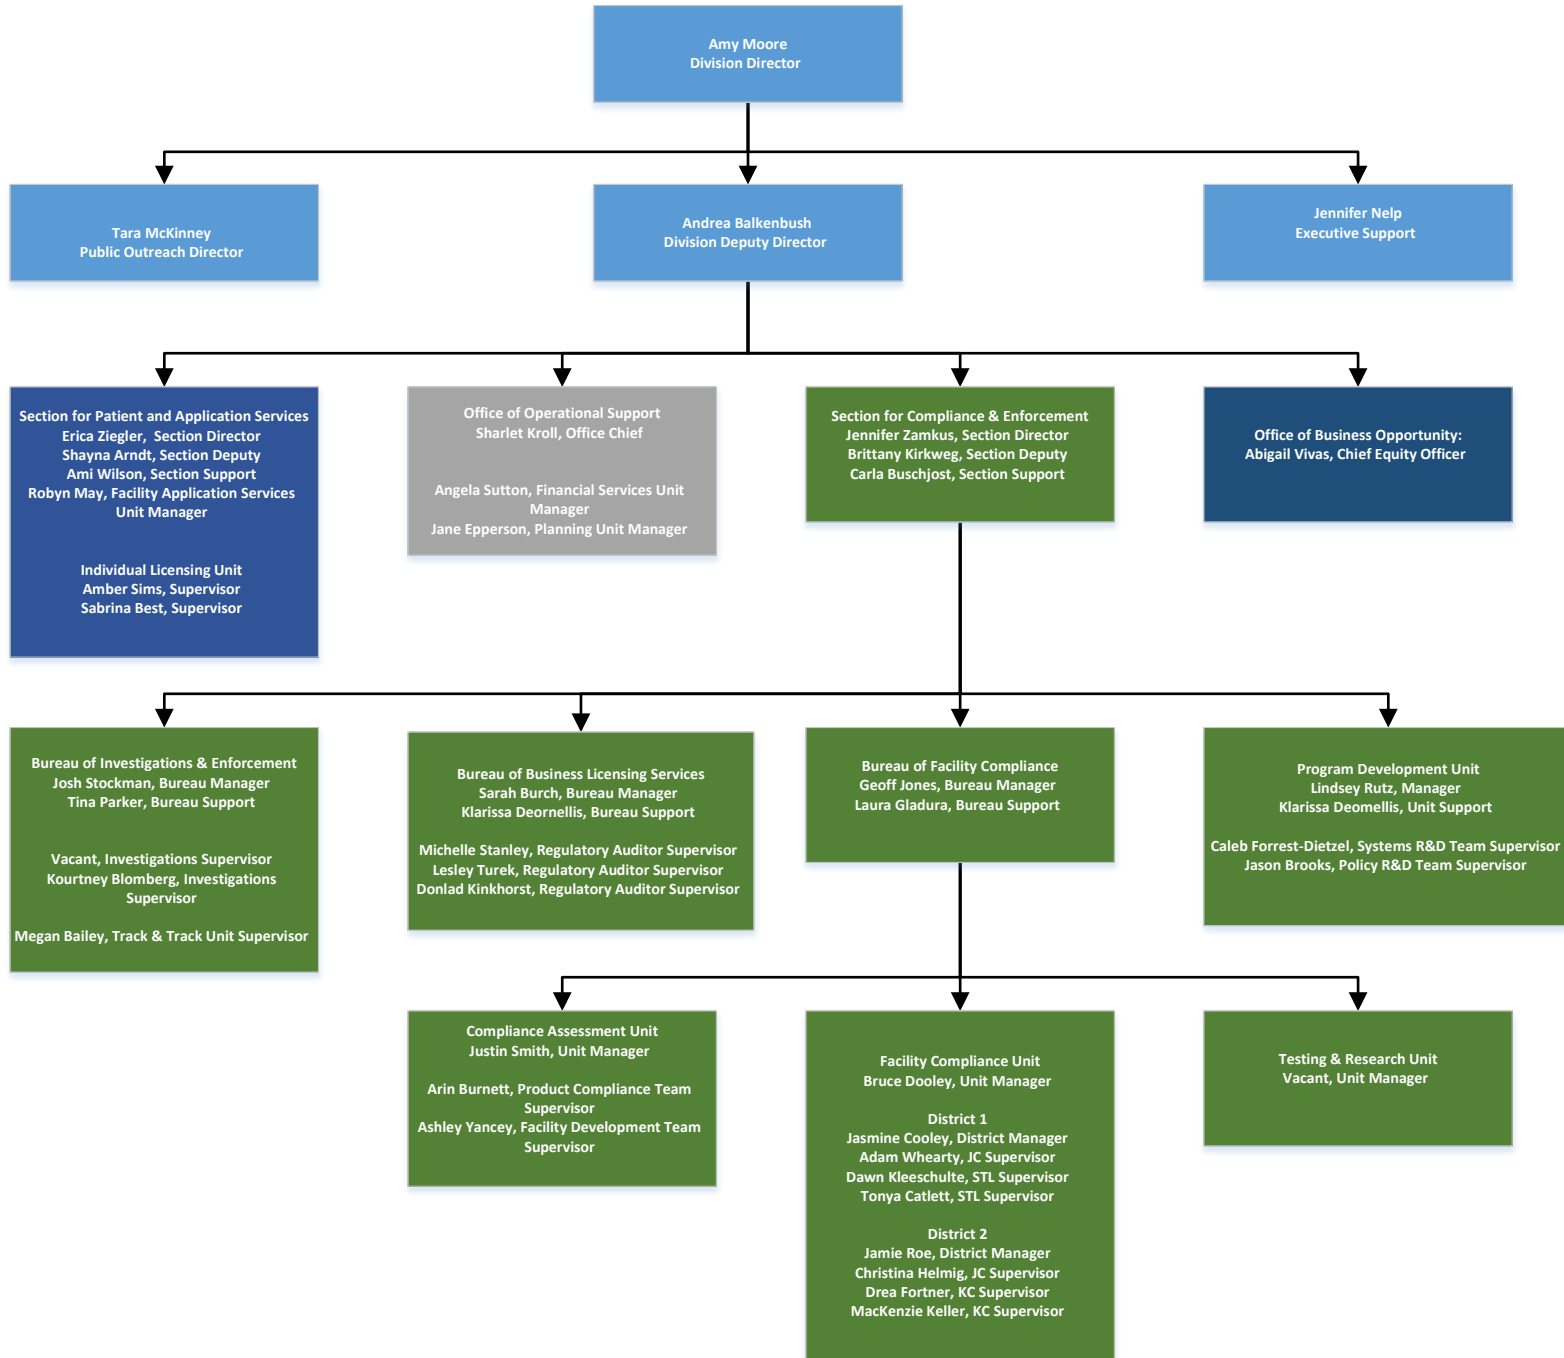 Amy Moore
Division Director
Tara McKinney
Public Outreach Director
Andrea Balkenbush
Division Deputy Director
Jennifer Nelp
Executive Support
Section for Patient and Application Services
Erica Ziegler,  Section Director
Shayna Arndt, Section Deputy
Ami Wilson, Section Support
Robyn May, Facility Application Services
Unit Manager
Individual Licensing Unit
Amber Sims, Supervisor
Sabrina Best, Supervisor
Office of Operational Support
Sharlet Kroll, Office Chief
Angela Sutton, Financial Services Unit
Manager
Jane Epperson, Planning Unit Manager
Section for Compliance & Enforcement
Jennifer Zamkus, Section Director
Brittany Kirkweg, Section Deputy
Carla Buschjost, Section Support
Office of Business Opportunity:
Abigail Vivas, Chief Equity Officer
Bureau of Investigations & Enforcement
Josh Stockman, Bureau Manager
Tina Parker, Bureau Support
Vacant, Investigations Supervisor
Kourtney Blomberg, Investigations
Supervisor
Megan Bailey, Track & Track Unit Supervisor
Bureau of Business Licensing Services
Sarah Burch, Bureau Manager
Klarissa Deornellis, Bureau Support
Michelle Stanley, Regulatory Auditor Supervisor
Lesley Turek, Regulatory Auditor Supervisor
Donlad Kinkhorst, Regulatory Auditor Supervisor
Bureau of Facility Compliance
Geoff Jones, Bureau Manager
Laura Gladura, Bureau Support
Program Development Unit
Lindsey Rutz, Manager
Klarissa Deomellis, Unit Support
Caleb Forrest-Dietzel, Systems R&D Team Supervisor
Jason Brooks, Policy R&D Team Supervisor
Compliance Assessment Unit
Justin Smith, Unit Manager
Arin Burnett, Product Compliance Team
Supervisor
Ashley Yancey, Facility Development Team
Supervisor
Facility Compliance Unit
Bruce Dooley, Unit Manager
District 1
Jasmine Cooley, District Manager
Adam Whearty, JC Supervisor
Dawn Kleeschulte, STL Supervisor
Tonya Catlett, STL Supervisor
District 2
Jamie Roe, District Manager
Christina Helmig, JC Supervisor
Drea Fortner, KC Supervisor
MacKenzie Keller, KC Supervisor
Testing & Research Unit
Vacant, Unit Manager